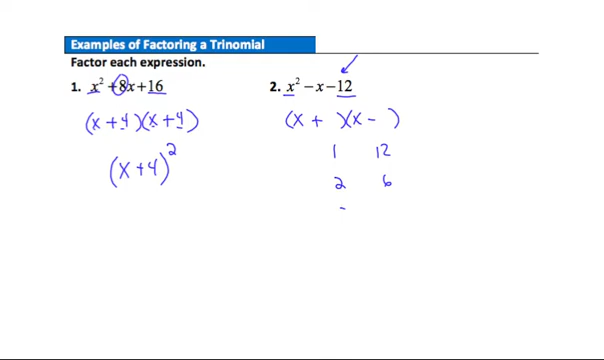 Examples of Factoring a Trinomial
Factor each expression.
1. x² + 8x + 16
(x + 4)(x + 4)
(x + 4)²
2. x² − x − 12
(x + )(x − )
1 12
2 6